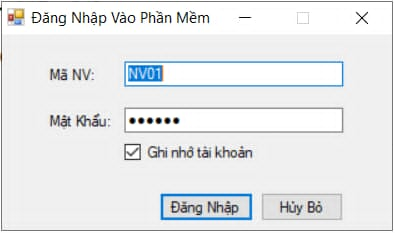 Đăng Nhập Vào Phần Mềm
Mã NV: NV01
Mật Khẩu: ●●●●●●
Ghi nhớ tài khoản
Đăng Nhập Hủy Bỏ